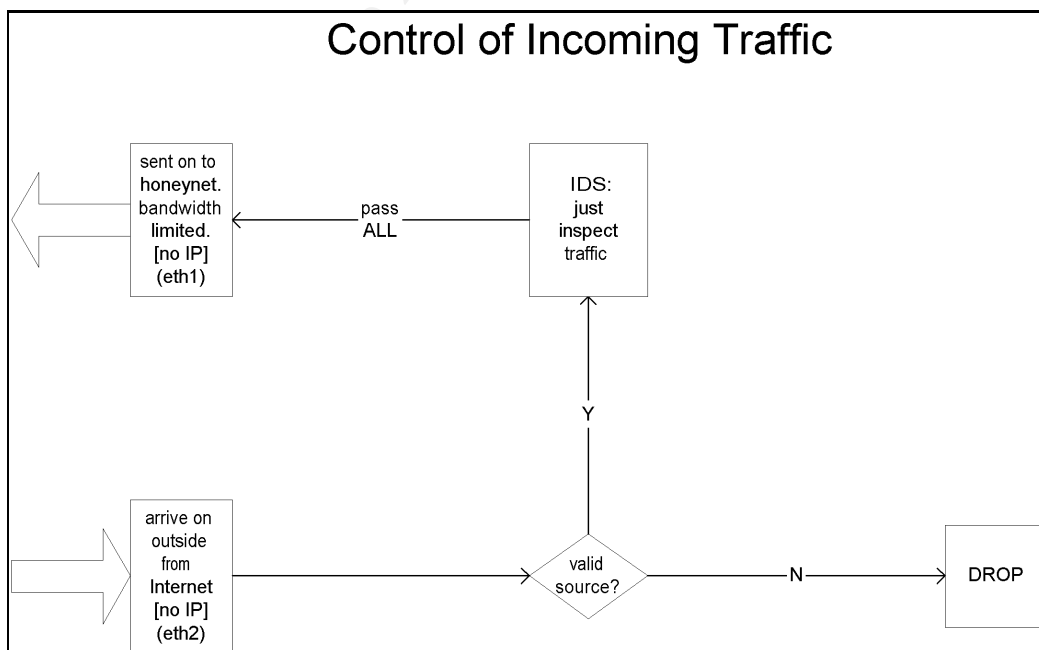 Control of Incoming Traffic
sent on to
honeynet.
bandwidth
limited.
[no IP]
(eth1)
pass
ALL
IDS:
just
inspect
traffic
Y
arrive on
outside
from
Internet
[no IP]
(eth2)
valid
source?
N
DROP